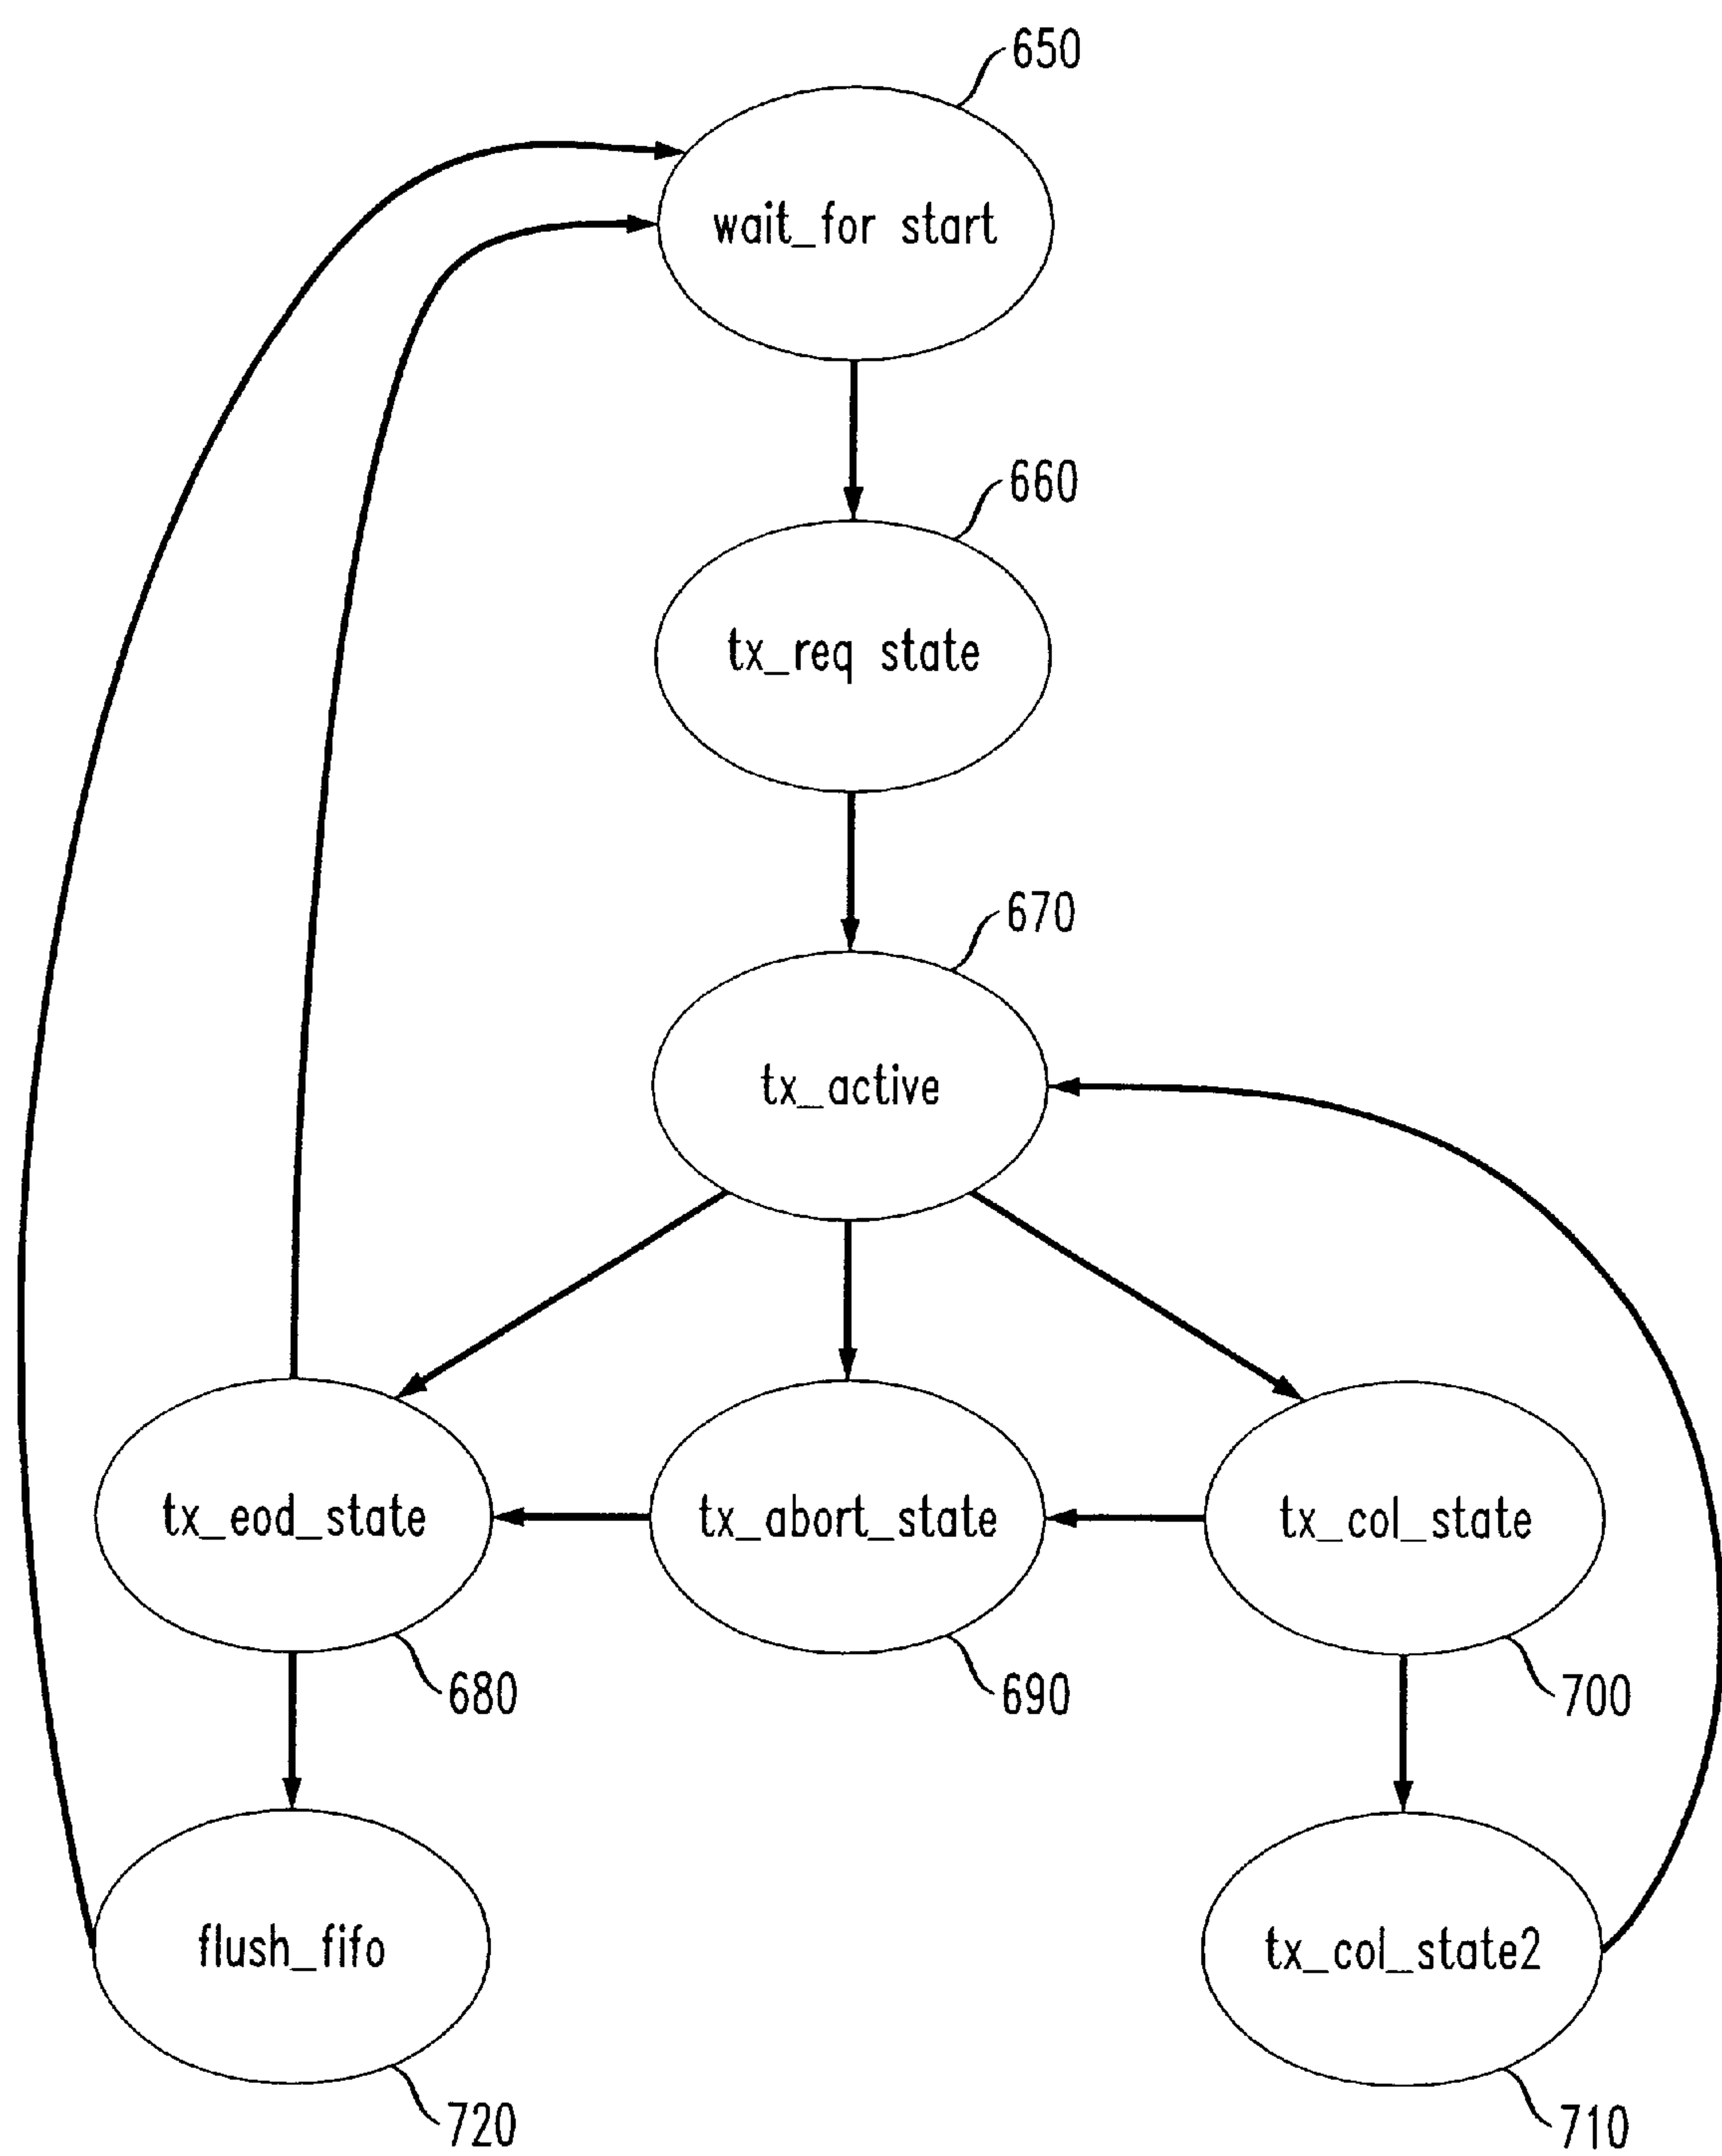 650
wait_for start
660
tx_req state
670
tx_active
tx_eod_state
tx_abort_state
tx_col_state
680
690
700
flush_fifo
tx_col_state2
720
710